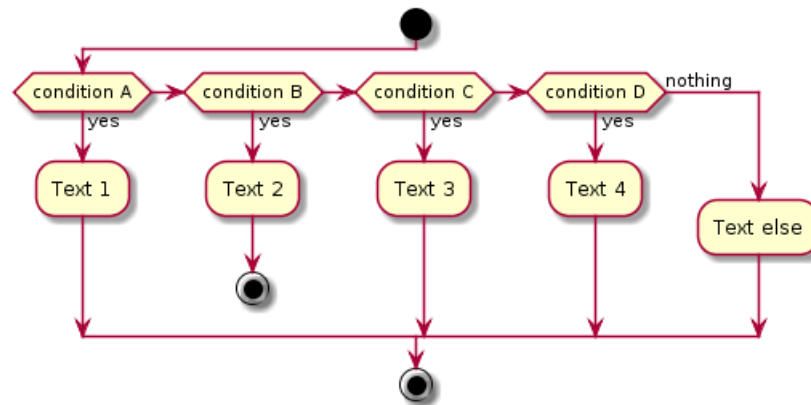 nothing
condition A
condition B
condition C
condition D
yes
yes
yes
yes
Text 1
Text 2
Text 3
Text 4
Text else